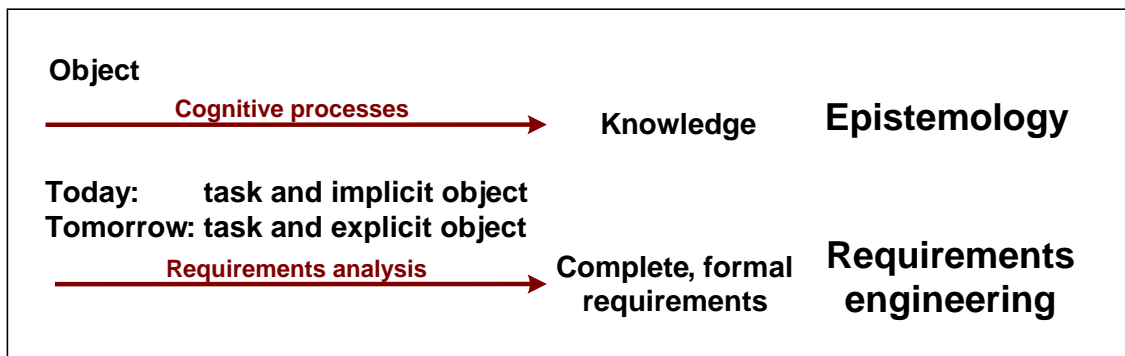 Object
Cognitive processes
Knowledge
Epistemology
Today: task and implicit object
Tomorrow: task and explicit object
Requirements analysis
Complete, formal
requirements
Requirements
engineering